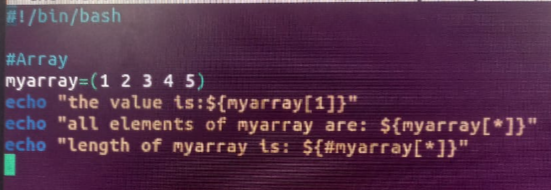 #!/bin/bash
#Array
myarray=(1 2 3 4 5)
echo "the value is:${myarray[1]}"
echo "all elements of myarray are: ${myarray[*]}"
echo "length of myarray is: ${#myarray[*]}"